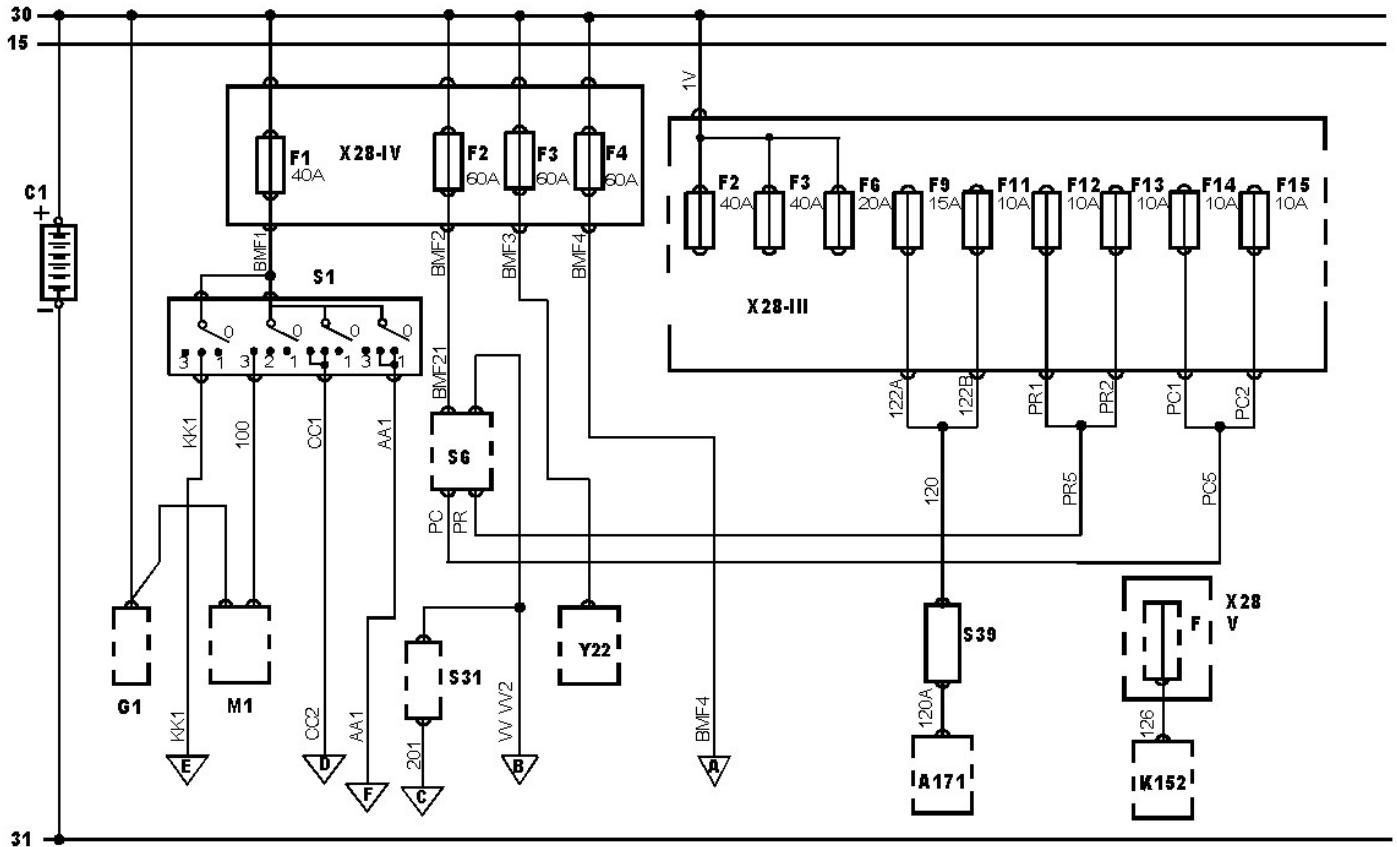 30
15
1V
F1
40A
X28-IV
F2
60A
F3
60A
F4
60A
C1
+
−
F2
40A
F3
40A
F6
20A
F9
15A
F11
10A
F12
10A
F13
10A
F14
10A
F15
10A
X28-III
BMF1
BMF2
BMF3
BMF4
S1
0
0
0
0
3
1
3
2
1
1
3
1
BMF21
122A
122B
PR1
PR2
PC1
PC2
KK1
100
CC1
AA1
S6
PC
PR
120
PR5
PC5
G1
M1
S31
Y22
S39
F
X28
V
KK1
CC2
AA1
201
VV VV2
BMF4
120A
126
E
D
F
C
B
A
A171
K152
31